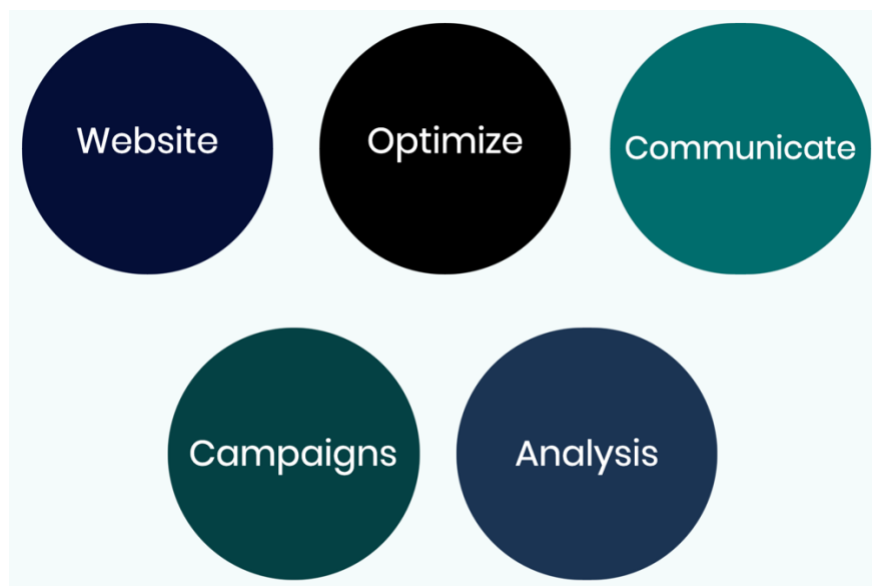 Website
Optimize
Communicate
Campaigns
Analysis